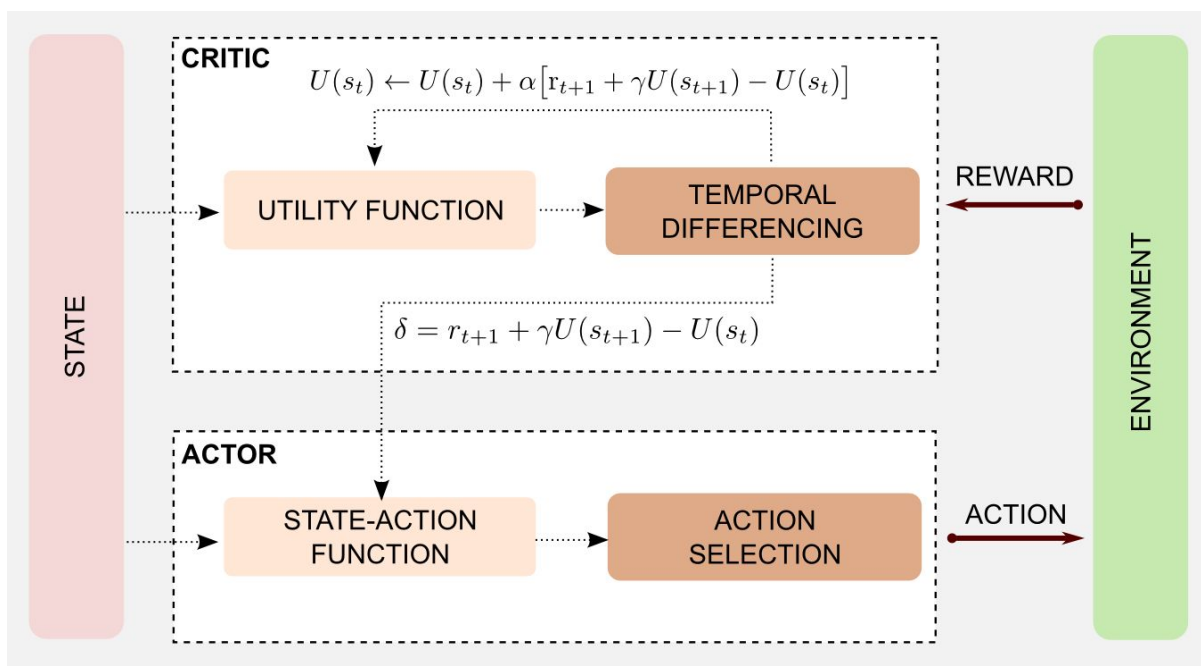 CRITIC
U(s_t) ← U(s_t) + α[r_{t+1} + γU(s_{t+1}) − U(s_t)]
UTILITY FUNCTION
TEMPORAL
DIFFERENCING
REWARD
δ = r_{t+1} + γU(s_{t+1}) − U(s_t)
STATE
ENVIRONMENT
ACTOR
STATE-ACTION
FUNCTION
ACTION
SELECTION
ACTION